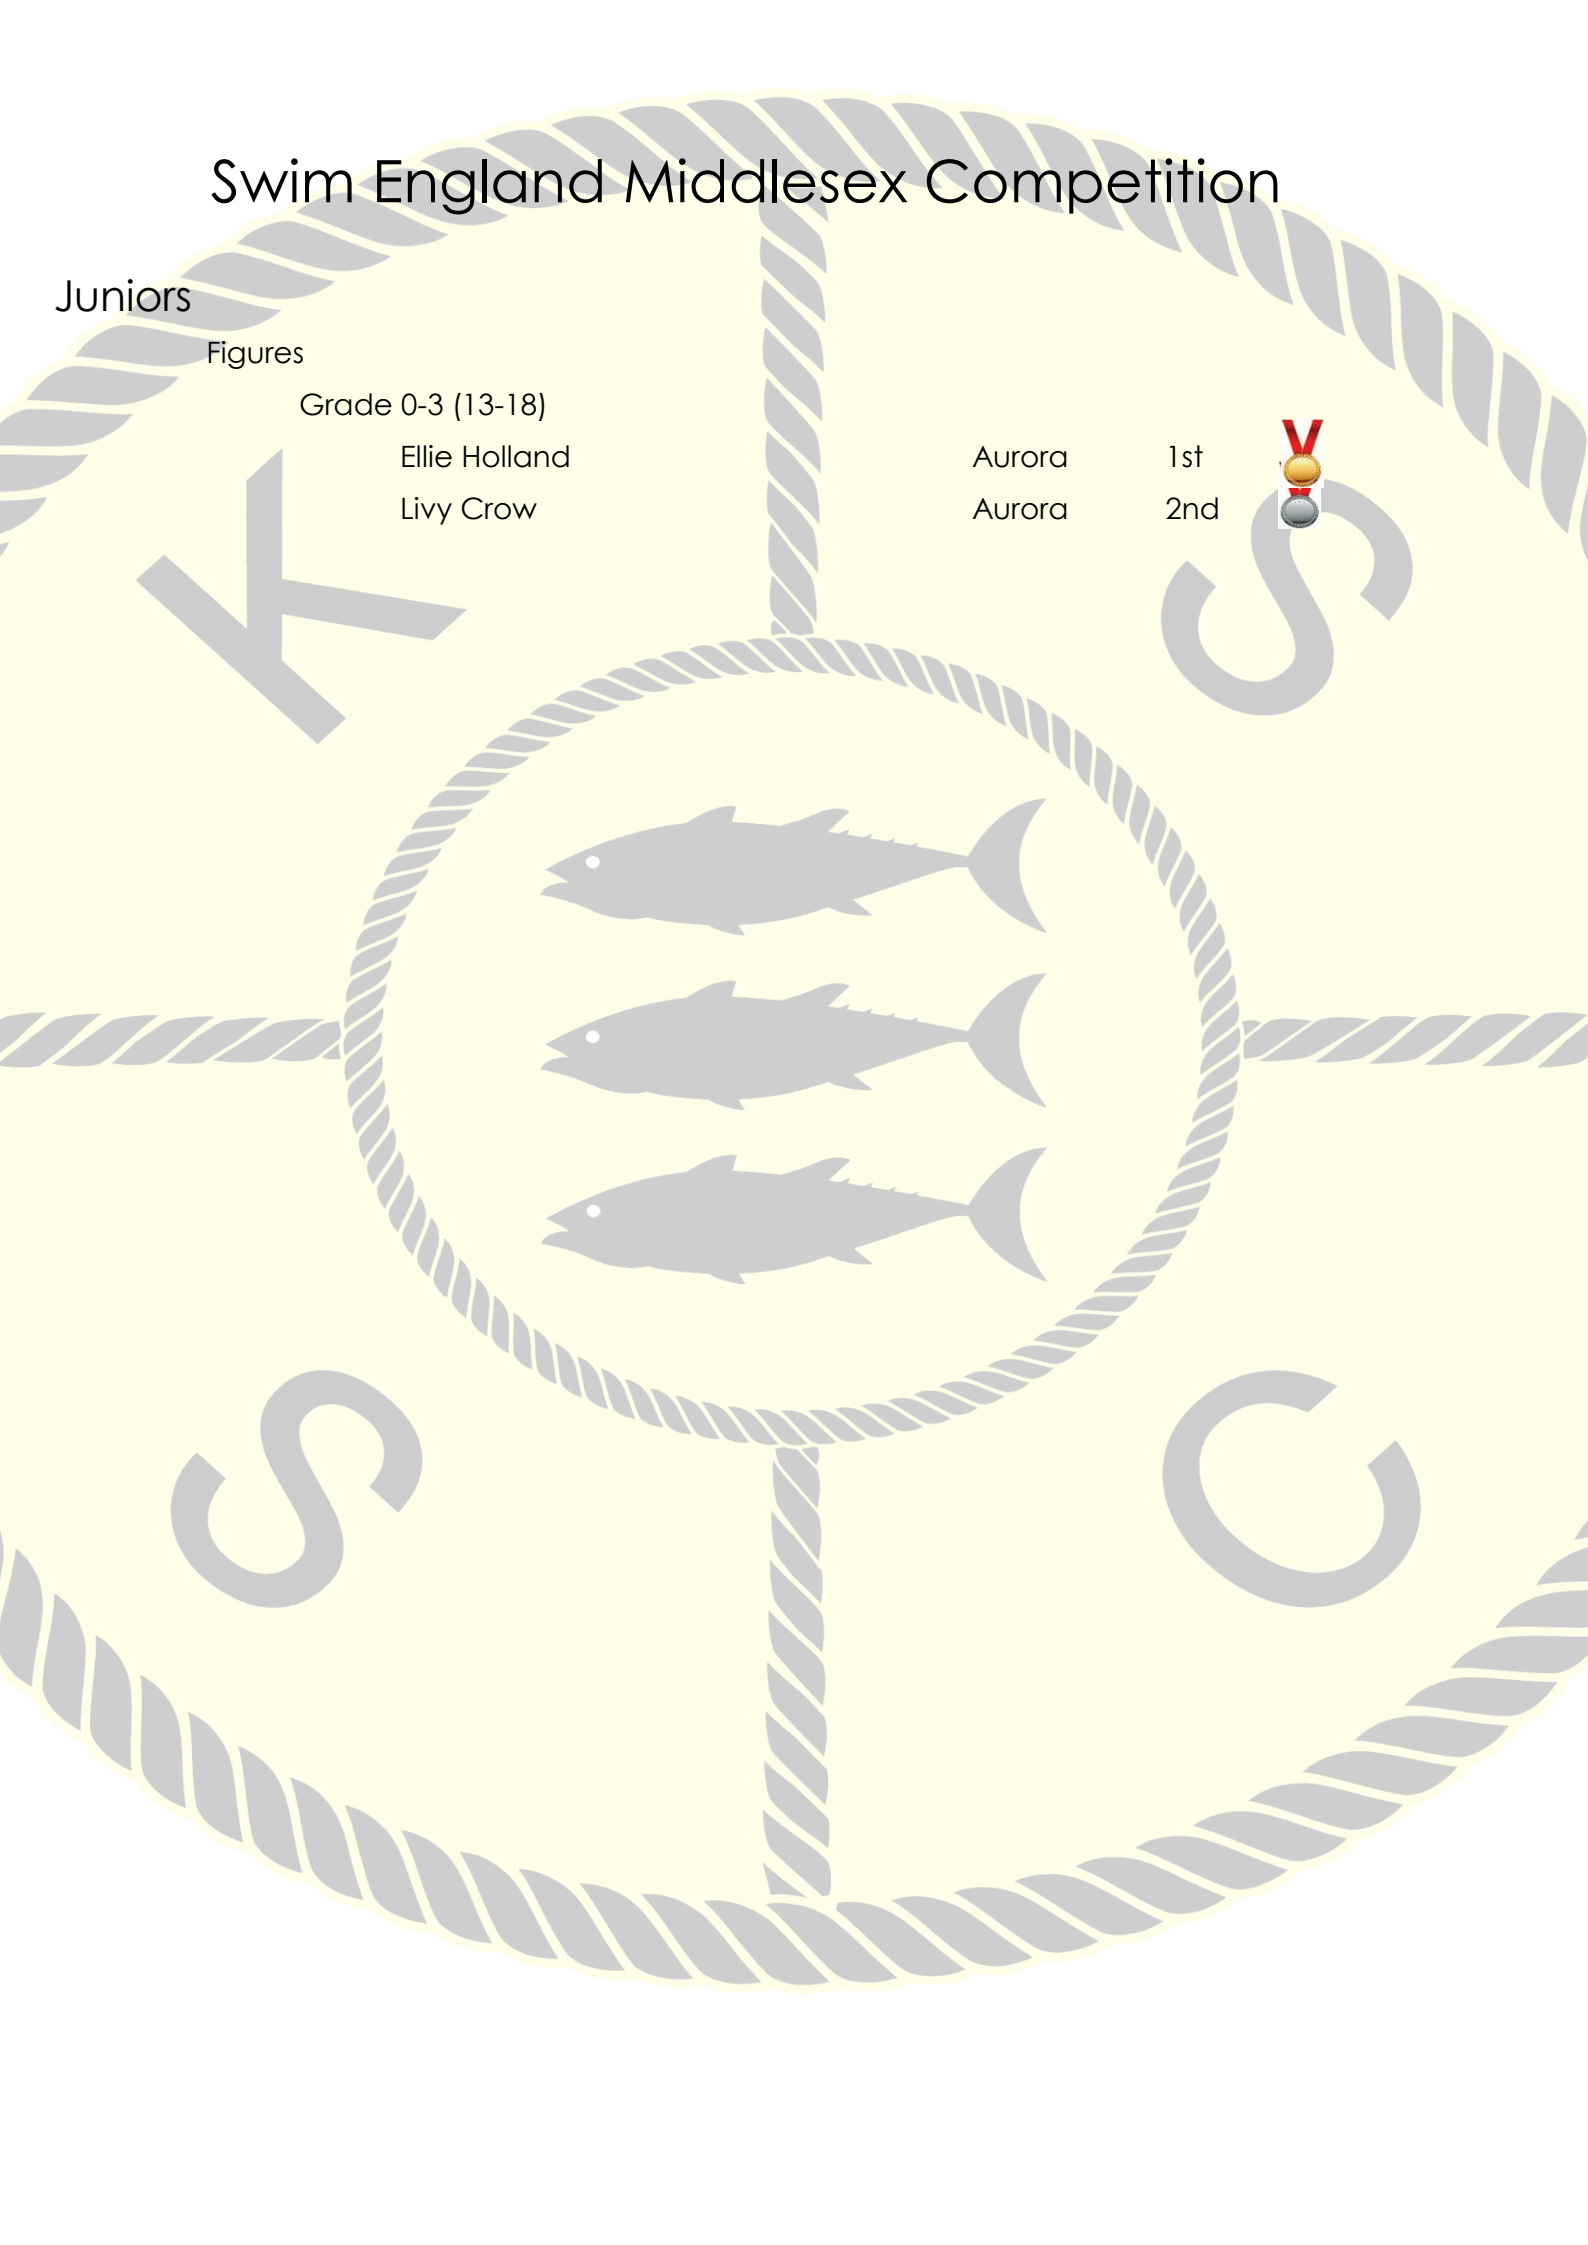 Swim England Middlesex Competition
Juniors
Figures
Grade 0-3 (13-18)
Ellie Holland Aurora 1st
Livy Crow Aurora 2nd
K S
S C